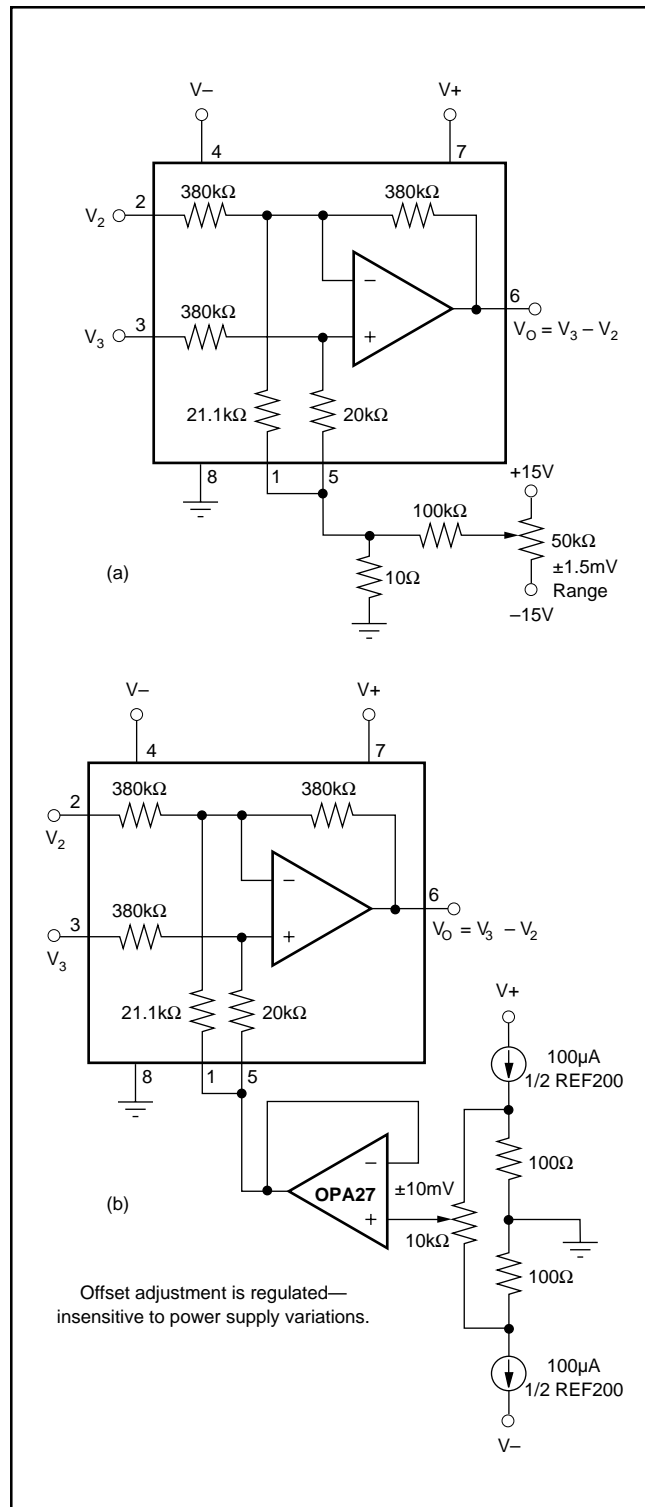 V– V+
4 7
380kΩ 380kΩ
V2 2
–
6
380kΩ
V3 3
+
VO = V3 – V2
21.1kΩ 20kΩ
8 1 5
+15V
100kΩ
50kΩ
±1.5mV
Range
(a)
10Ω
–15V
V– V+
4 7
380kΩ 380kΩ
2
V2
–
6
380kΩ
3
V3
+
VO = V3 – V2
21.1kΩ 20kΩ
V+
8 1 5
100µA
1/2 REF200
–
100Ω
(b)
OPA27
±10mV
+
10kΩ
100Ω
Offset adjustment is regulated—
insensitive to power supply variations.
100µA
1/2 REF200
V–